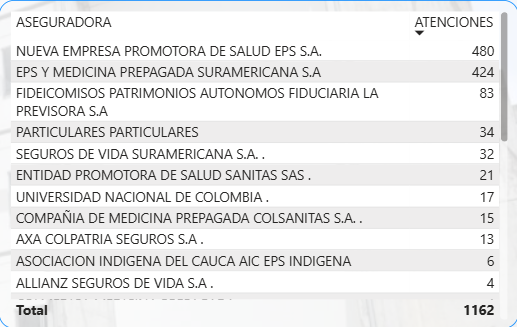 ASEGURADORA ATENCIONES
NUEVA EMPRESA PROMOTORA DE SALUD EPS S.A. 480
EPS Y MEDICINA PREPAGADA SURAMERICANA S.A 424
FIDEICOMISOS PATRIMONIOS AUTONOMOS FIDUCIARIA LA 83
PREVISORA S.A
PARTICULARES PARTICULARES 34
SEGUROS DE VIDA SURAMERICANA S.A. . 32
ENTIDAD PROMOTORA DE SALUD SANITAS SAS . 21
UNIVERSIDAD NACIONAL DE COLOMBIA . 17
COMPAÑIA DE MEDICINA PREPAGADA COLSANITAS S.A. . 15
AXA COLPATRIA SEGUROS S.A . 13
ASOCIACION INDIGENA DEL CAUCA AIC EPS INDIGENA 6
ALLIANZ SEGUROS DE VIDA S.A . 4
Total 1162